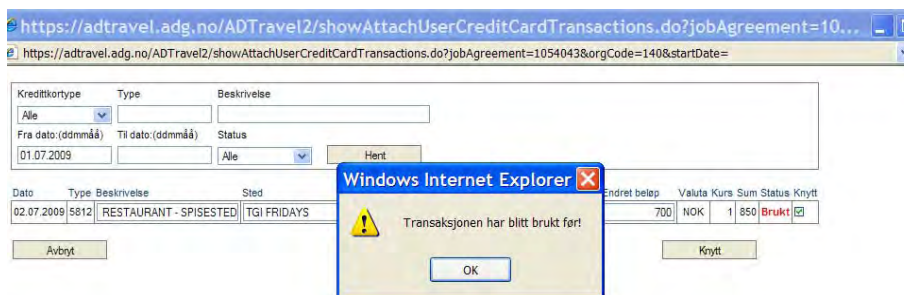 https://adtravel.adg.no/ADTravel2/showAttachUserCreditCardTransactions.do?jobAgreement=10...
https://adtravel.adg.no/ADTravel2/showAttachUserCreditCardTransactions.do?jobAgreement=1054043&orgCode=140&startDate=
Kredittkortype Type Beskrivelse
Alle
Fra dato:(ddmmåå) Til dato:(ddmmåå) Status
01.07.2009 Alle Hent
Windows Internet Explorer
Dato Type Beskrivelse Sted Endret beløp Valuta Kurs Sum Status Knytt
02.07.2009 5812 RESTAURANT - SPISESTED TGI FRIDAYS 700 NOK 1 850 Brukt
Transaksjonen har blitt brukt før!
Avbryt Knytt
OK